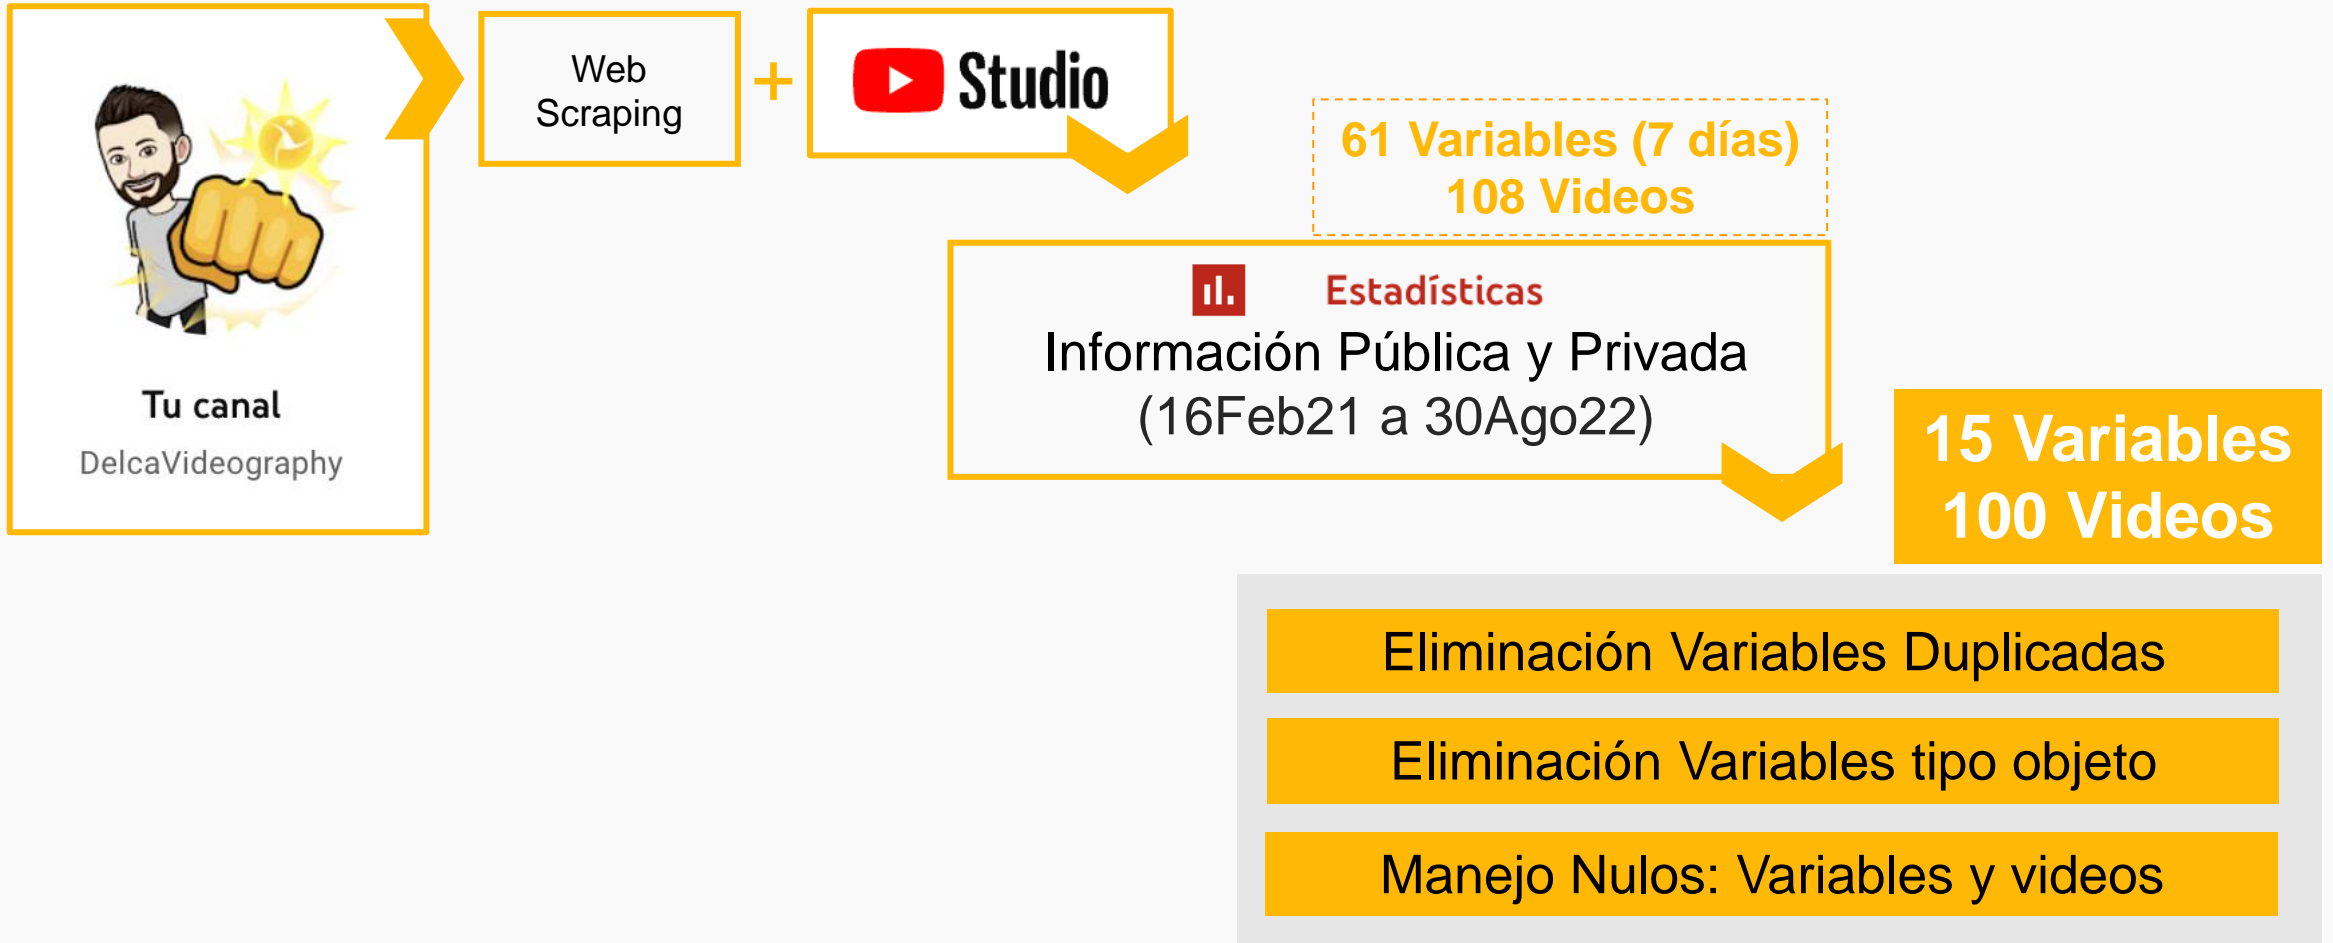 Tu canal
DelcaVideography
Web
Scraping
+
Studio
61 Variables (7 días)
108 Videos
Estadísticas
Información Pública y Privada
(16Feb21 a 30Ago22)
15 Variables
100 Videos
Eliminación Variables Duplicadas
Eliminación Variables tipo objeto
Manejo Nulos: Variables y videos